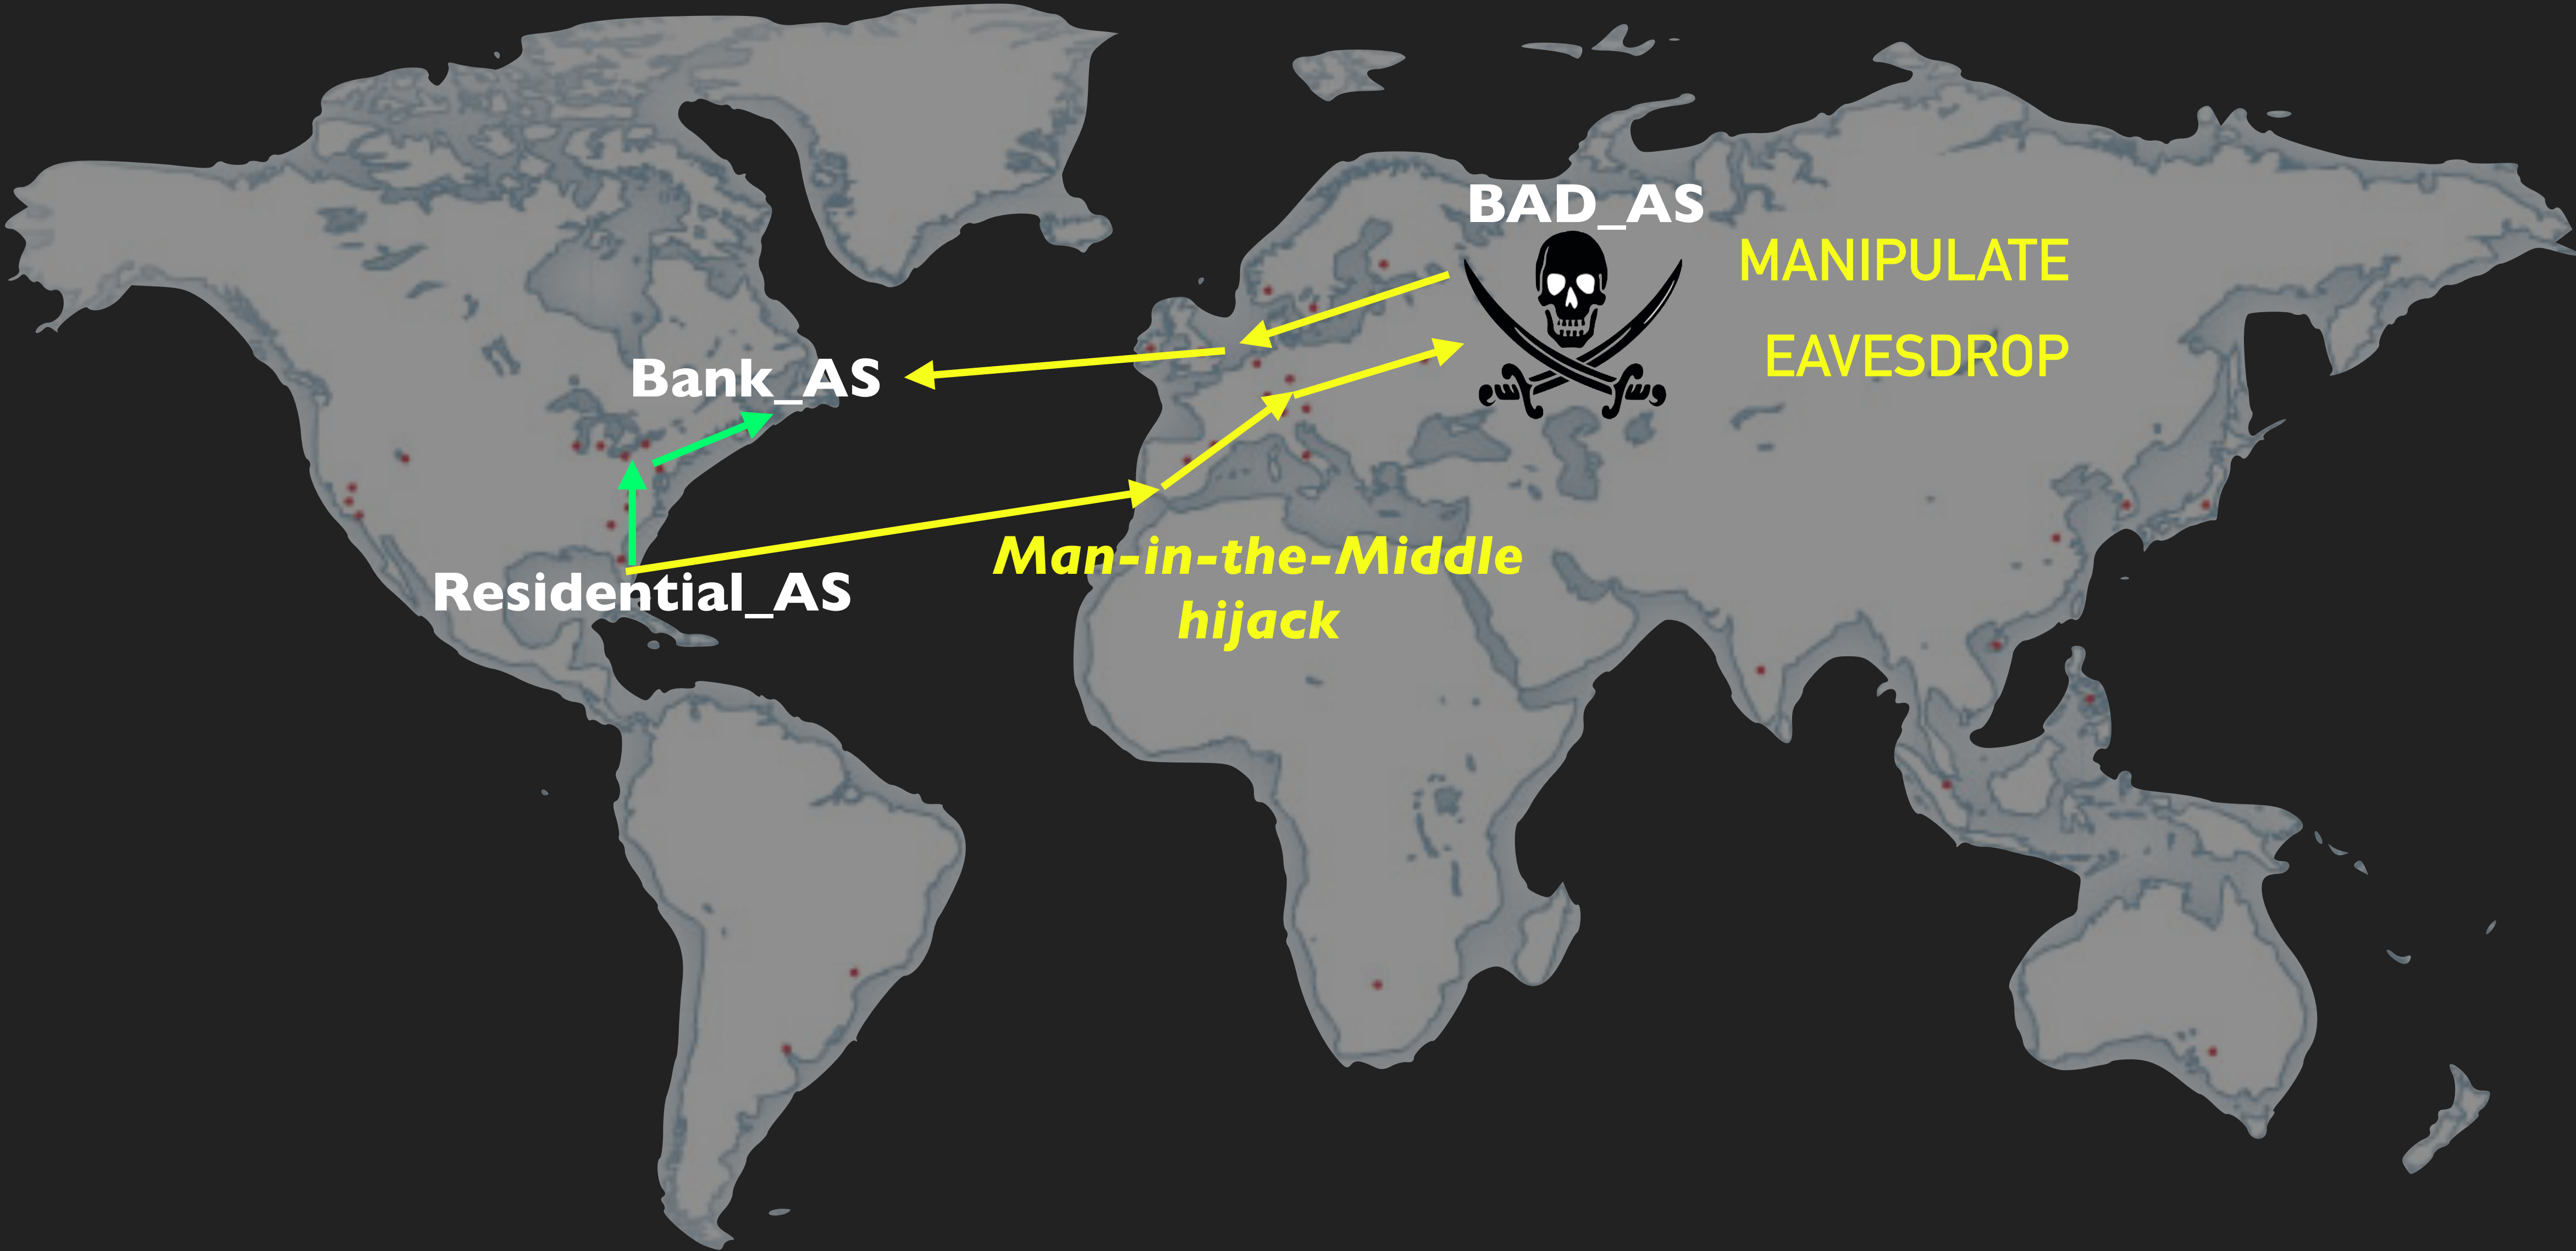 BAD_AS
MANIPULATE
EAVESDROP
Bank_AS
Man-in-the-Middle
hijack
Residential_AS